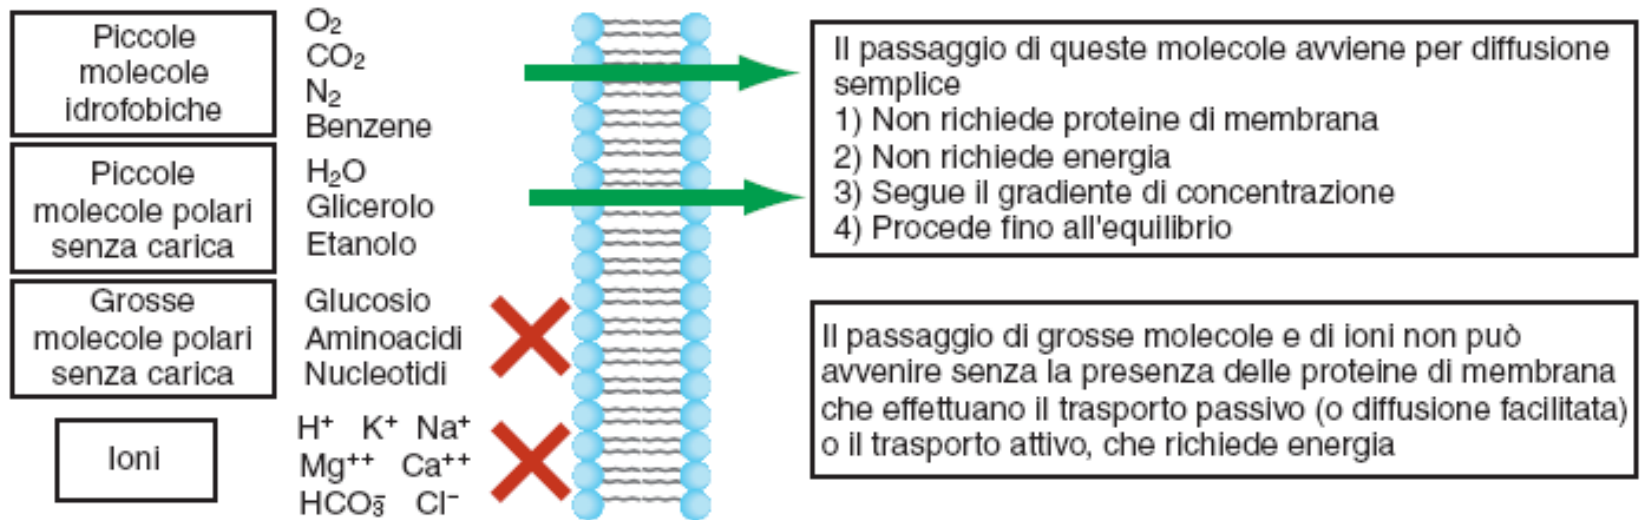 Piccole
molecole
idrofobiche
O₂
CO₂
N₂
Benzene
Piccole
molecole polari
senza carica
H₂O
Glicerolo
Etanolo
Grosse
molecole polari
senza carica
Glucosio
Aminoacidi
Nucleotidi
Ioni
H⁺ K⁺ Na⁺
Mg⁺⁺ Ca⁺⁺
HCO₃⁻ Cl⁻
Il passaggio di queste molecole avviene per diffusione
semplice
1) Non richiede proteine di membrana
2) Non richiede energia
3) Segue il gradiente di concentrazione
4) Procede fino all'equilibrio
Il passaggio di grosse molecole e di ioni non può
avvenire senza la presenza delle proteine di membrana
che effettuano il trasporto passivo (o diffusione facilitata)
o il trasporto attivo, che richiede energia